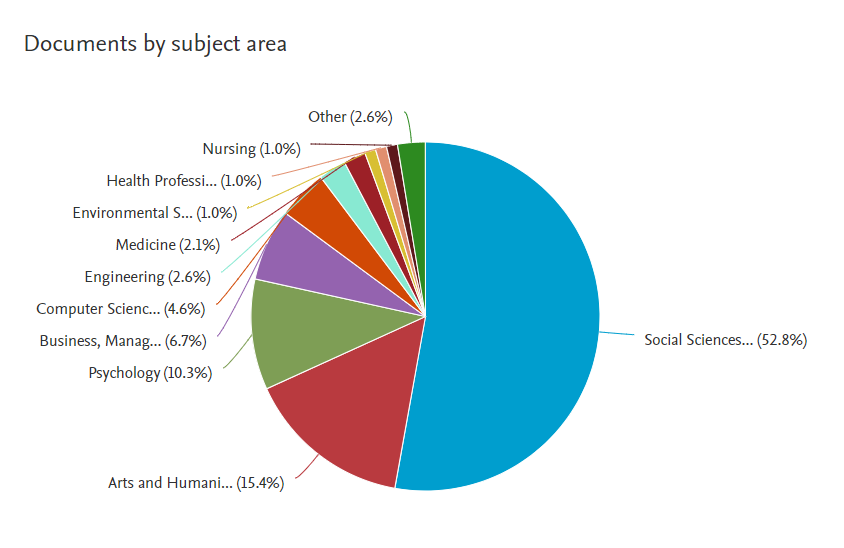 Documents by subject area
Other (2.6%)
Nursing (1.0%)
Health Professi... (1.0%)
Environmental S... (1.0%)
Medicine (2.1%)
Engineering (2.6%)
Computer Scienc... (4.6%)
Business, Manag... (6.7%)
Psychology (10.3%)
Arts and Humani... (15.4%)
Social Sciences... (52.8%)